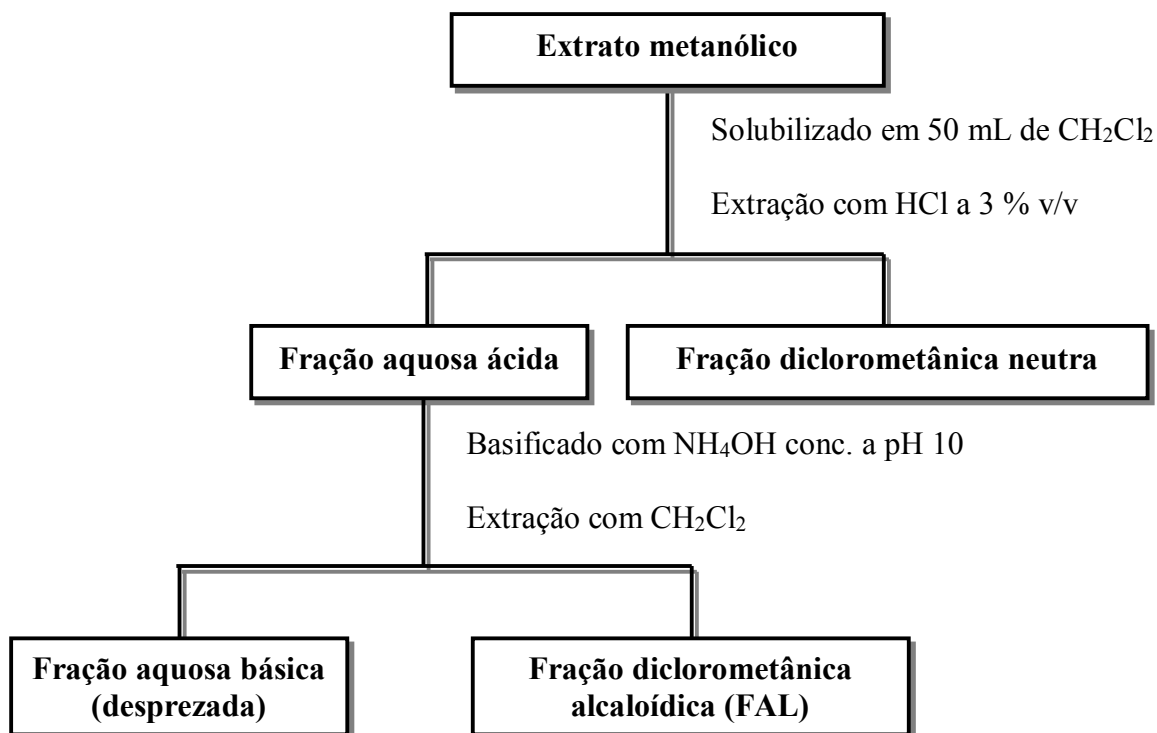 Extrato metanólico
Solubilizado em 50 mL de CH₂Cl₂
Extração com HCl a 3 % v/v
Fração aquosa ácida
Fração diclorometânica neutra
Basificado com NH₄OH conc. a pH 10
Extração com CH₂Cl₂
Fração aquosa básica
(desprezada)
Fração diclorometânica
alcaloídica (FAL)